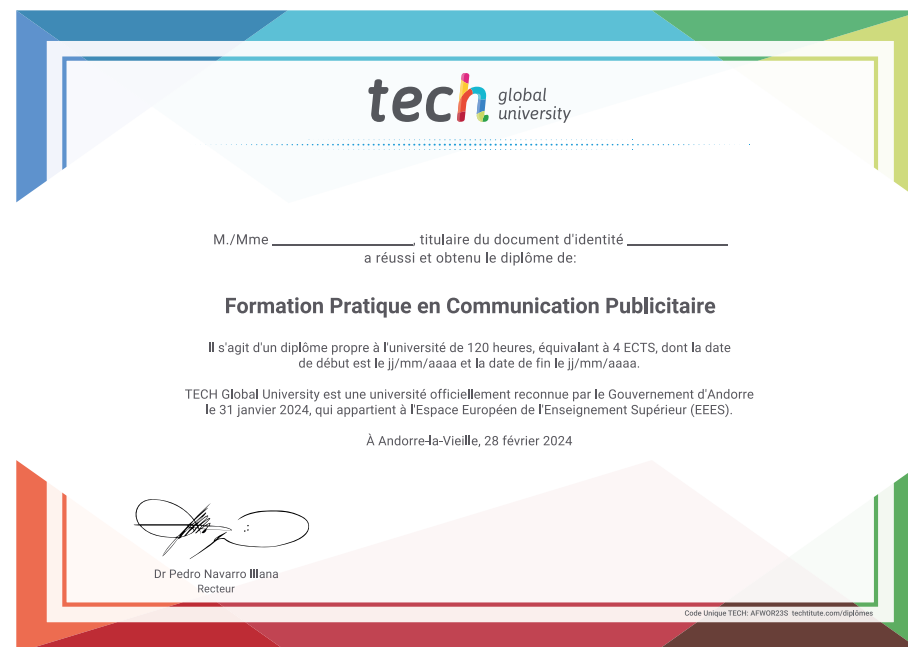 tech global university
M./Mme ____________, titulaire du document d'identité ____________
a réussi et obtenu le diplôme de:
Formation Pratique en Communication Publicitaire
Il s'agit d'un diplôme propre à l'université de 120 heures, équivalant à 4 ECTS, dont la date
de début est le jj/mm/aaaa et la date de fin le jj/mm/aaaa.
TECH Global University est une université officiellement reconnue par le Gouvernement d'Andorre
le 31 janvier 2024, qui appartient à l'Espace Européen de l'Enseignement Supérieur (EEES).
À Andorre-la-Vieille, 28 février 2024
Dr Pedro Navarro Illana
Recteur
Code Unique TECH: AFWOR23S techtitute.com/diplômes